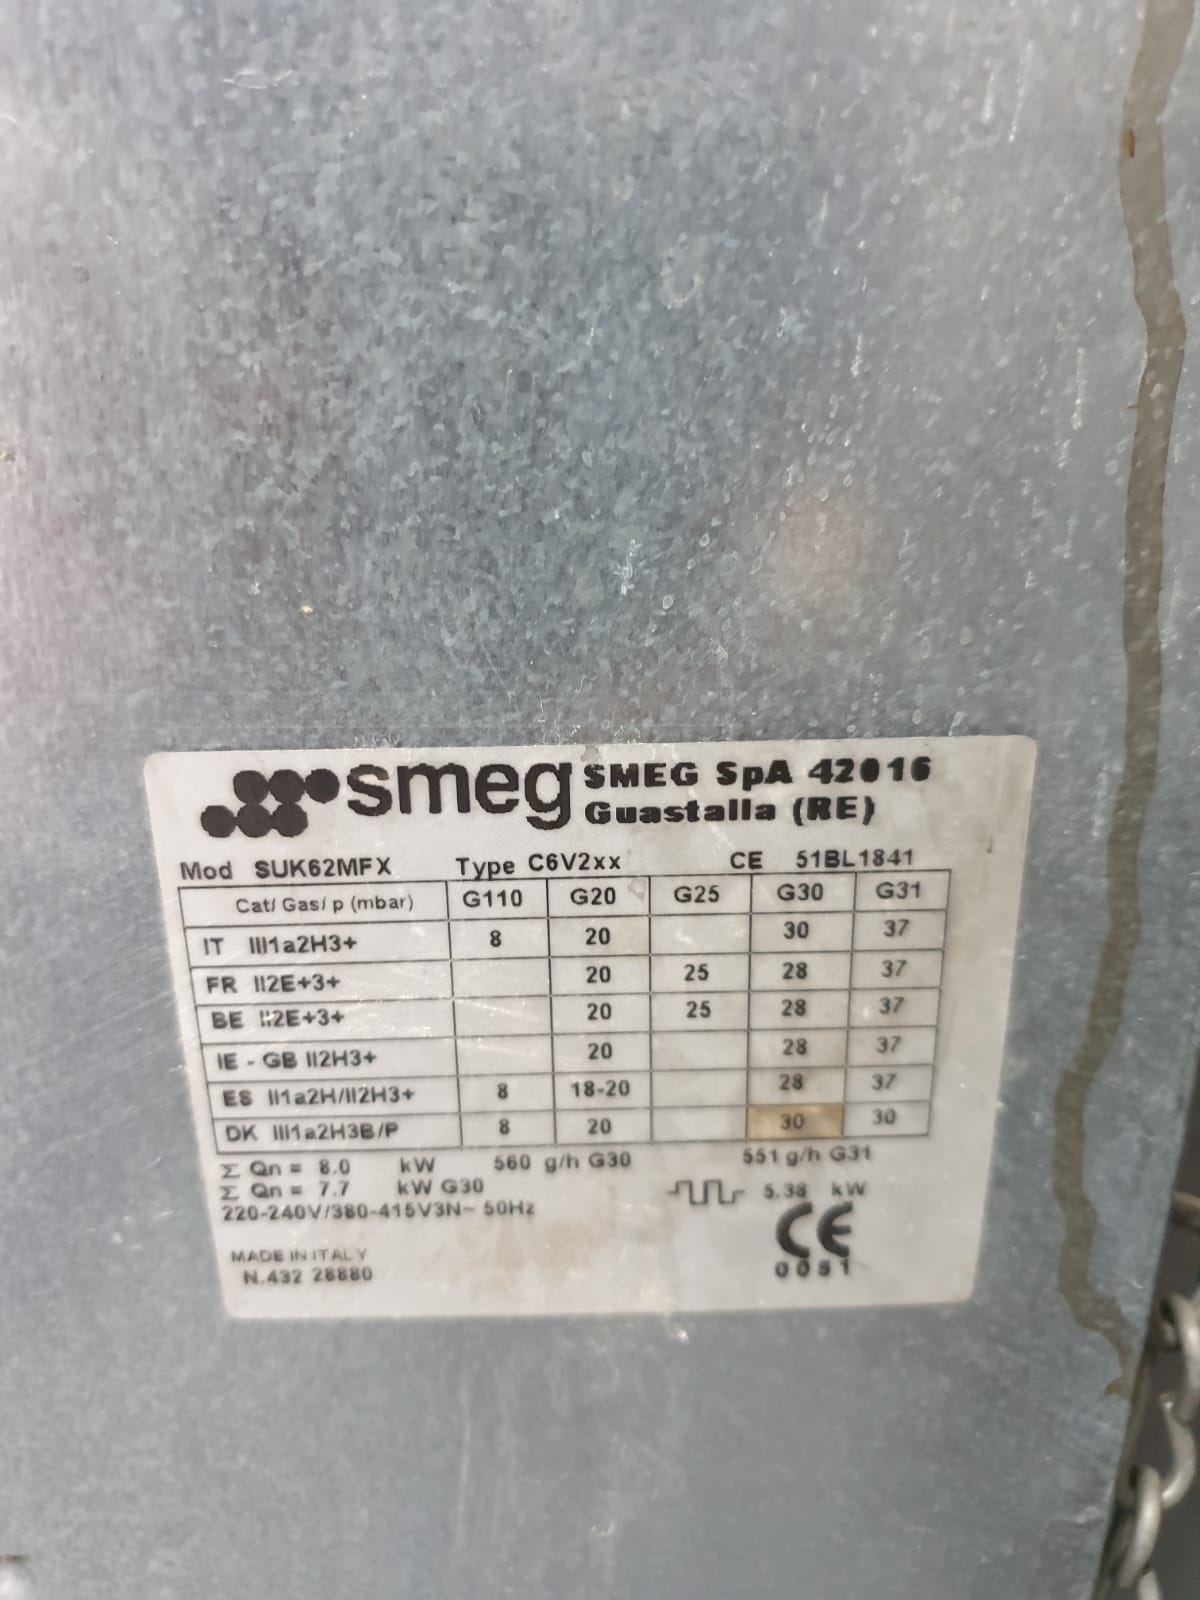 smeg SMEG SpA 42016
Guastalla (RE)
Mod SUK62MFX Type C6V2xx CE 51BL1841
Cat/ Gas/ p (mbar) G110 G20 G25 G30 G31
IT III1a2H3+ 8 20 30 37
FR II2E+3+ 20 25 28 37
BE II2E+3+ 20 25 28 37
IE - GB II2H3+ 20 28 37
ES II1a2H/II2H3+ 8 18-20 28 37
DK III1a2H3B/P 8 20 30 30
Σ Qn = 8.0 kW 560 g/h G30 551 g/h G31
Σ Qn = 7.7 kW G30 5.38 kW
220-240V/380-415V3N~ 50Hz
CE
MADE IN ITALY 0051
N.432 28880